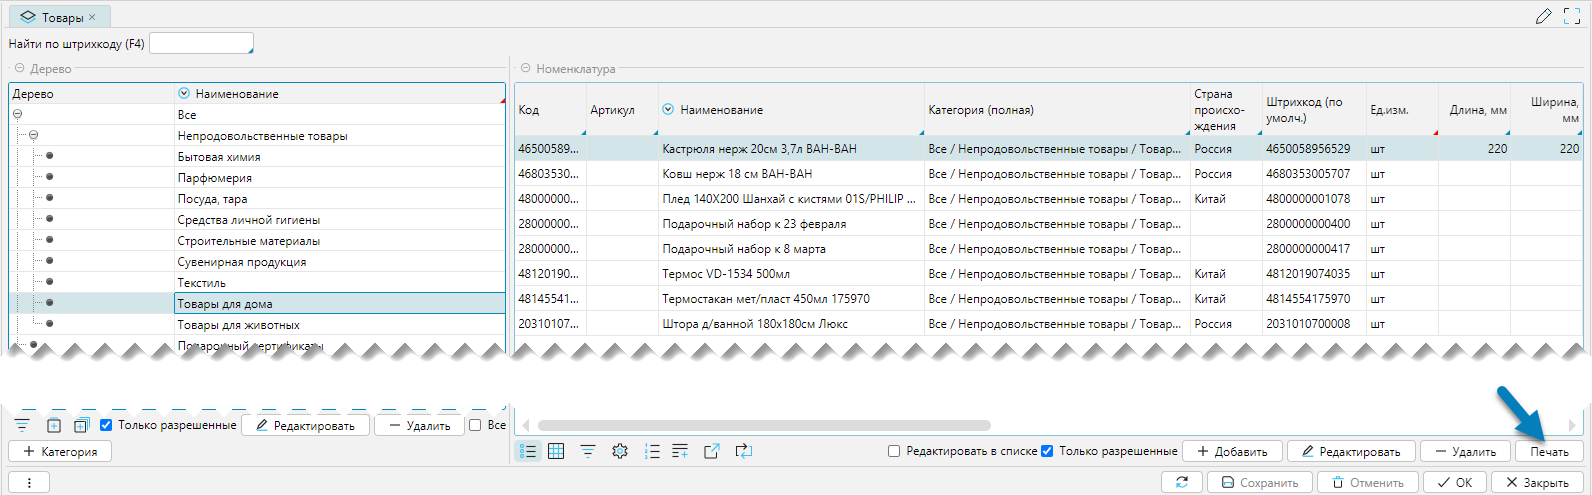 Товары
Найти по штрихкоду (F4)
Дерево
Дерево Наименование
Все
Непродовольственные товары
Бытовая химия
Парфюмерия
Посуда, тара
Средства личной гигиены
Строительные материалы
Сувенирная продукция
Текстиль
Товары для дома
Товары для животных
Подарочный сертификаты
Только разрешенные Редактировать Удалить Все
Категория
Номенклатура
Код Артикул Наименование Категория (полная) Страна происхо-ждения Штрихкод (по умолч.) Ед.изм. Длина, мм Ширина, мм
46500589... Кастрюля нерж 20см 3,7л ВАН-ВАН Все / Непродовольственные товары / Товар... Россия 4650058956529 шт 220 220
46803530... Ковш нерж 18 см ВАН-ВАН Все / Непродовольственные товары / Товар... Россия 4680353005707 шт
48000000... Плед 140Х200 Шанхай с кистями 01S/PHILIP ... Все / Непродовольственные товары / Товар... Китай 4800000001078 шт
28000000... Подарочный набор к 23 февраля Все / Непродовольственные товары / Товар... 2800000000400 шт
28000000... Подарочный набор к 8 марта Все / Непродовольственные товары / Товар... 2800000000417 шт
48120190... Термос VD-1534 500мл Все / Непродовольственные товары / Товар... Китай 4812019074035 шт
48145541... Термостакан мет/пласт 450мл 175970 Все / Непродовольственные товары / Товар... Китай 4814554175970 шт
20310107... Штора д/ванной 180х180см Люкс Все / Непродовольственные товары / Товар... Россия 2031010700008 шт
Редактировать в списке Только разрешенные Добавить Редактировать Удалить Печать
Сохранить Отменить OK Закрыть